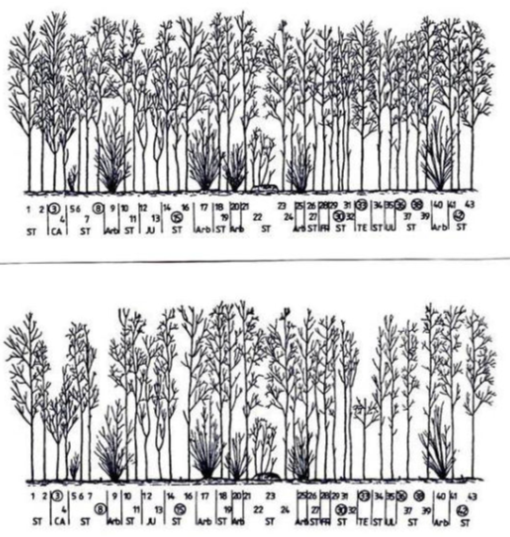 1 2 3 5 6 8 9 10 12 14 16 17 18 20 21 23 25 26 28 29 31 33 34 35 36 38 40 41 43
4 7 11 13 15 19 22 24 27 30 32 37 39 42
ST CA ST Arb ST JU ST Arb ST Arb ST Arb ST FR ST TE ST UL ST Arb ST
1 2 3 5 6 7 9 10 12 14 16 17 18 20 21 23 25 26 28 29 31 33 34 35 36 38 40 41 43
4 8 11 13 15 19 22 24 27 30 32 37 39 42
ST CA ST Arb ST JU ST Arb ST Arb ST Arb ST FR ST TE ST UL ST Arb ST